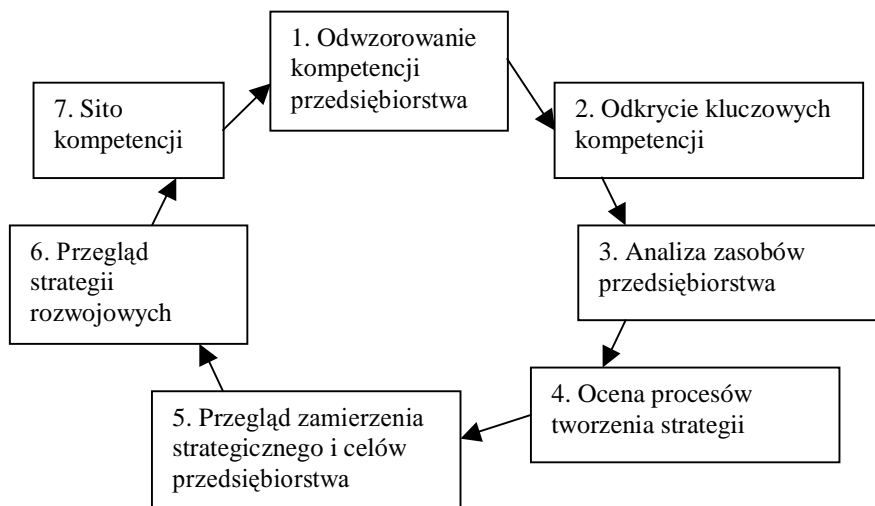 1. Odwzorowanie
kompetencji
przedsiębiorstwa
2. Odkrycie kluczowych
kompetencji
3. Analiza zasobów
przedsiębiorstwa
4. Ocena procesów
tworzenia strategii
5. Przegląd zamierzenia
strategicznego i celów
przedsiębiorstwa
6. Przegląd
strategii
rozwojowych
7. Sito
kompetencji